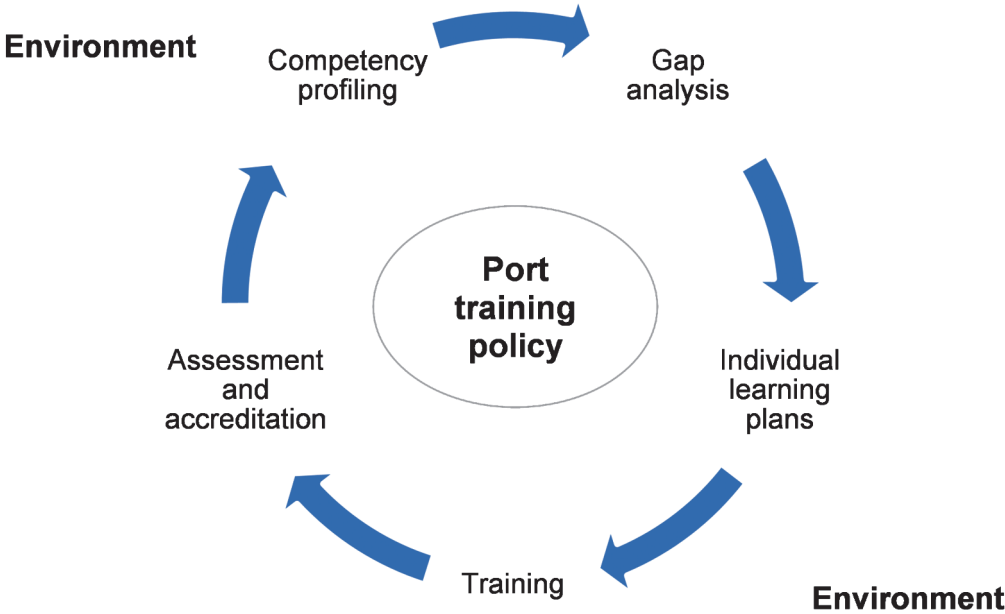 Environment
Competency
profiling
Gap
analysis
Port
training
policy
Individual
learning
plans
Assessment
and
accreditation
Training
Environment